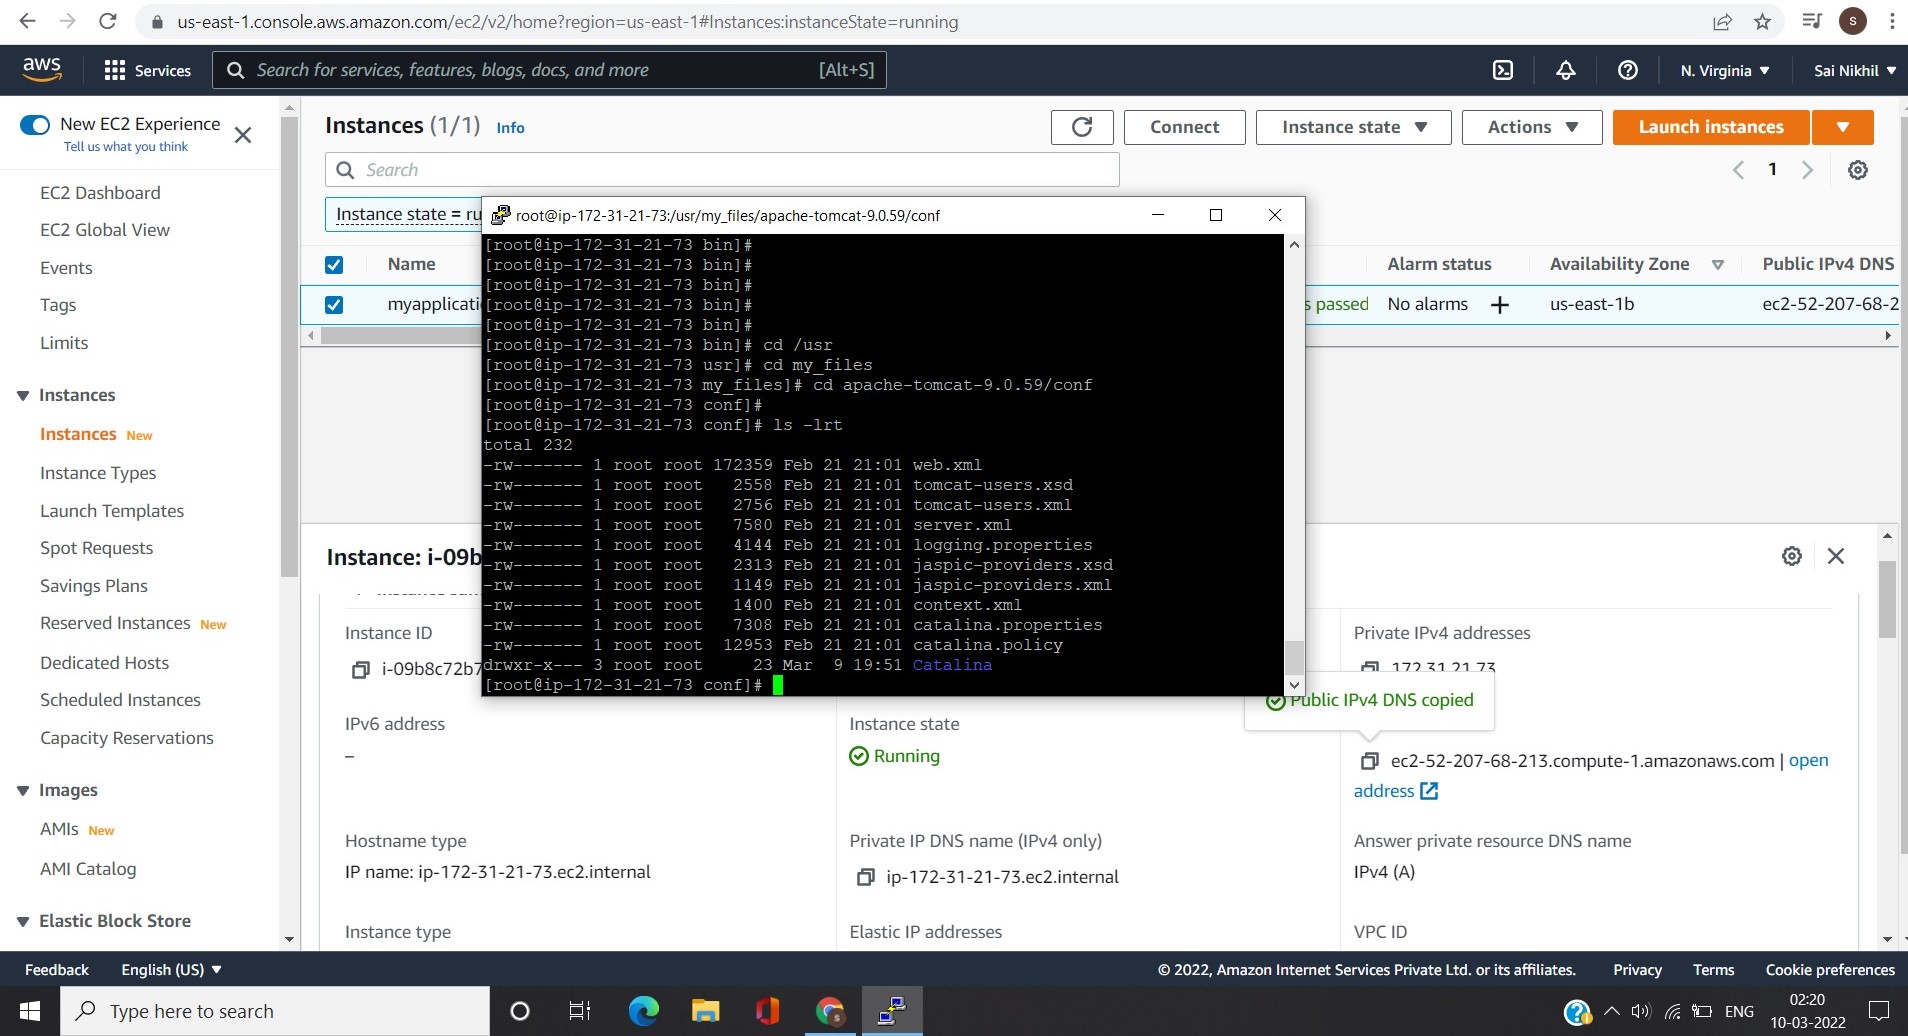 us-east-1.console.aws.amazon.com/ec2/v2/home?region=us-east-1#Instances:instanceState=running
S
aws
Services
Search for services, features, blogs, docs, and more
[Alt+S]
N. Virginia
Sai Nikhil
New EC2 Experience
Tell us what you think
EC2 Dashboard
EC2 Global View
Events
Tags
Limits
Instances
Instances New
Instance Types
Launch Templates
Spot Requests
Savings Plans
Reserved Instances New
Dedicated Hosts
Scheduled Instances
Capacity Reservations
Images
AMIs New
AMI Catalog
Elastic Block Store
Instances (1/1) Info
Connect
Instance state
Actions
Launch instances
Search
1
Instance state = ru
Name
Alarm status
Availability Zone
Public IPv4 DNS
myapplicati
s passed
No alarms
us-east-1b
ec2-52-207-68-2
root@ip-172-31-21-73:/usr/my_files/apache-tomcat-9.0.59/conf
[root@ip-172-31-21-73 bin]#
[root@ip-172-31-21-73 bin]#
[root@ip-172-31-21-73 bin]#
[root@ip-172-31-21-73 bin]#
[root@ip-172-31-21-73 bin]#
[root@ip-172-31-21-73 bin]# cd /usr
[root@ip-172-31-21-73 usr]# cd my_files
[root@ip-172-31-21-73 my_files]# cd apache-tomcat-9.0.59/conf
[root@ip-172-31-21-73 conf]#
[root@ip-172-31-21-73 conf]# ls -lrt
total 232
-rw------- 1 root root 172359 Feb 21 21:01 web.xml
-rw------- 1 root root   2558 Feb 21 21:01 tomcat-users.xsd
-rw------- 1 root root   2756 Feb 21 21:01 tomcat-users.xml
-rw------- 1 root root   7580 Feb 21 21:01 server.xml
-rw------- 1 root root   4144 Feb 21 21:01 logging.properties
-rw------- 1 root root   2313 Feb 21 21:01 jaspic-providers.xsd
-rw------- 1 root root   1149 Feb 21 21:01 jaspic-providers.xml
-rw------- 1 root root   1400 Feb 21 21:01 context.xml
-rw------- 1 root root   7308 Feb 21 21:01 catalina.properties
-rw------- 1 root root  12953 Feb 21 21:01 catalina.policy
drwxr-x--- 3 root root     23 Mar  9 19:51 Catalina
[root@ip-172-31-21-73 conf]#
Instance: i-09b
Instance ID
i-09b8c72b7
Private IPv4 addresses
172.31.21.73
Public IPv4 DNS copied
IPv6 address
–
Instance state
Running
ec2-52-207-68-213.compute-1.amazonaws.com | open
address
Hostname type
IP name: ip-172-31-21-73.ec2.internal
Private IP DNS name (IPv4 only)
ip-172-31-21-73.ec2.internal
Answer private resource DNS name
IPv4 (A)
Instance type
Elastic IP addresses
VPC ID
Feedback
English (US)
© 2022, Amazon Internet Services Private Ltd. or its affiliates.
Privacy
Terms
Cookie preferences
Type here to search
ENG
02:20
10-03-2022